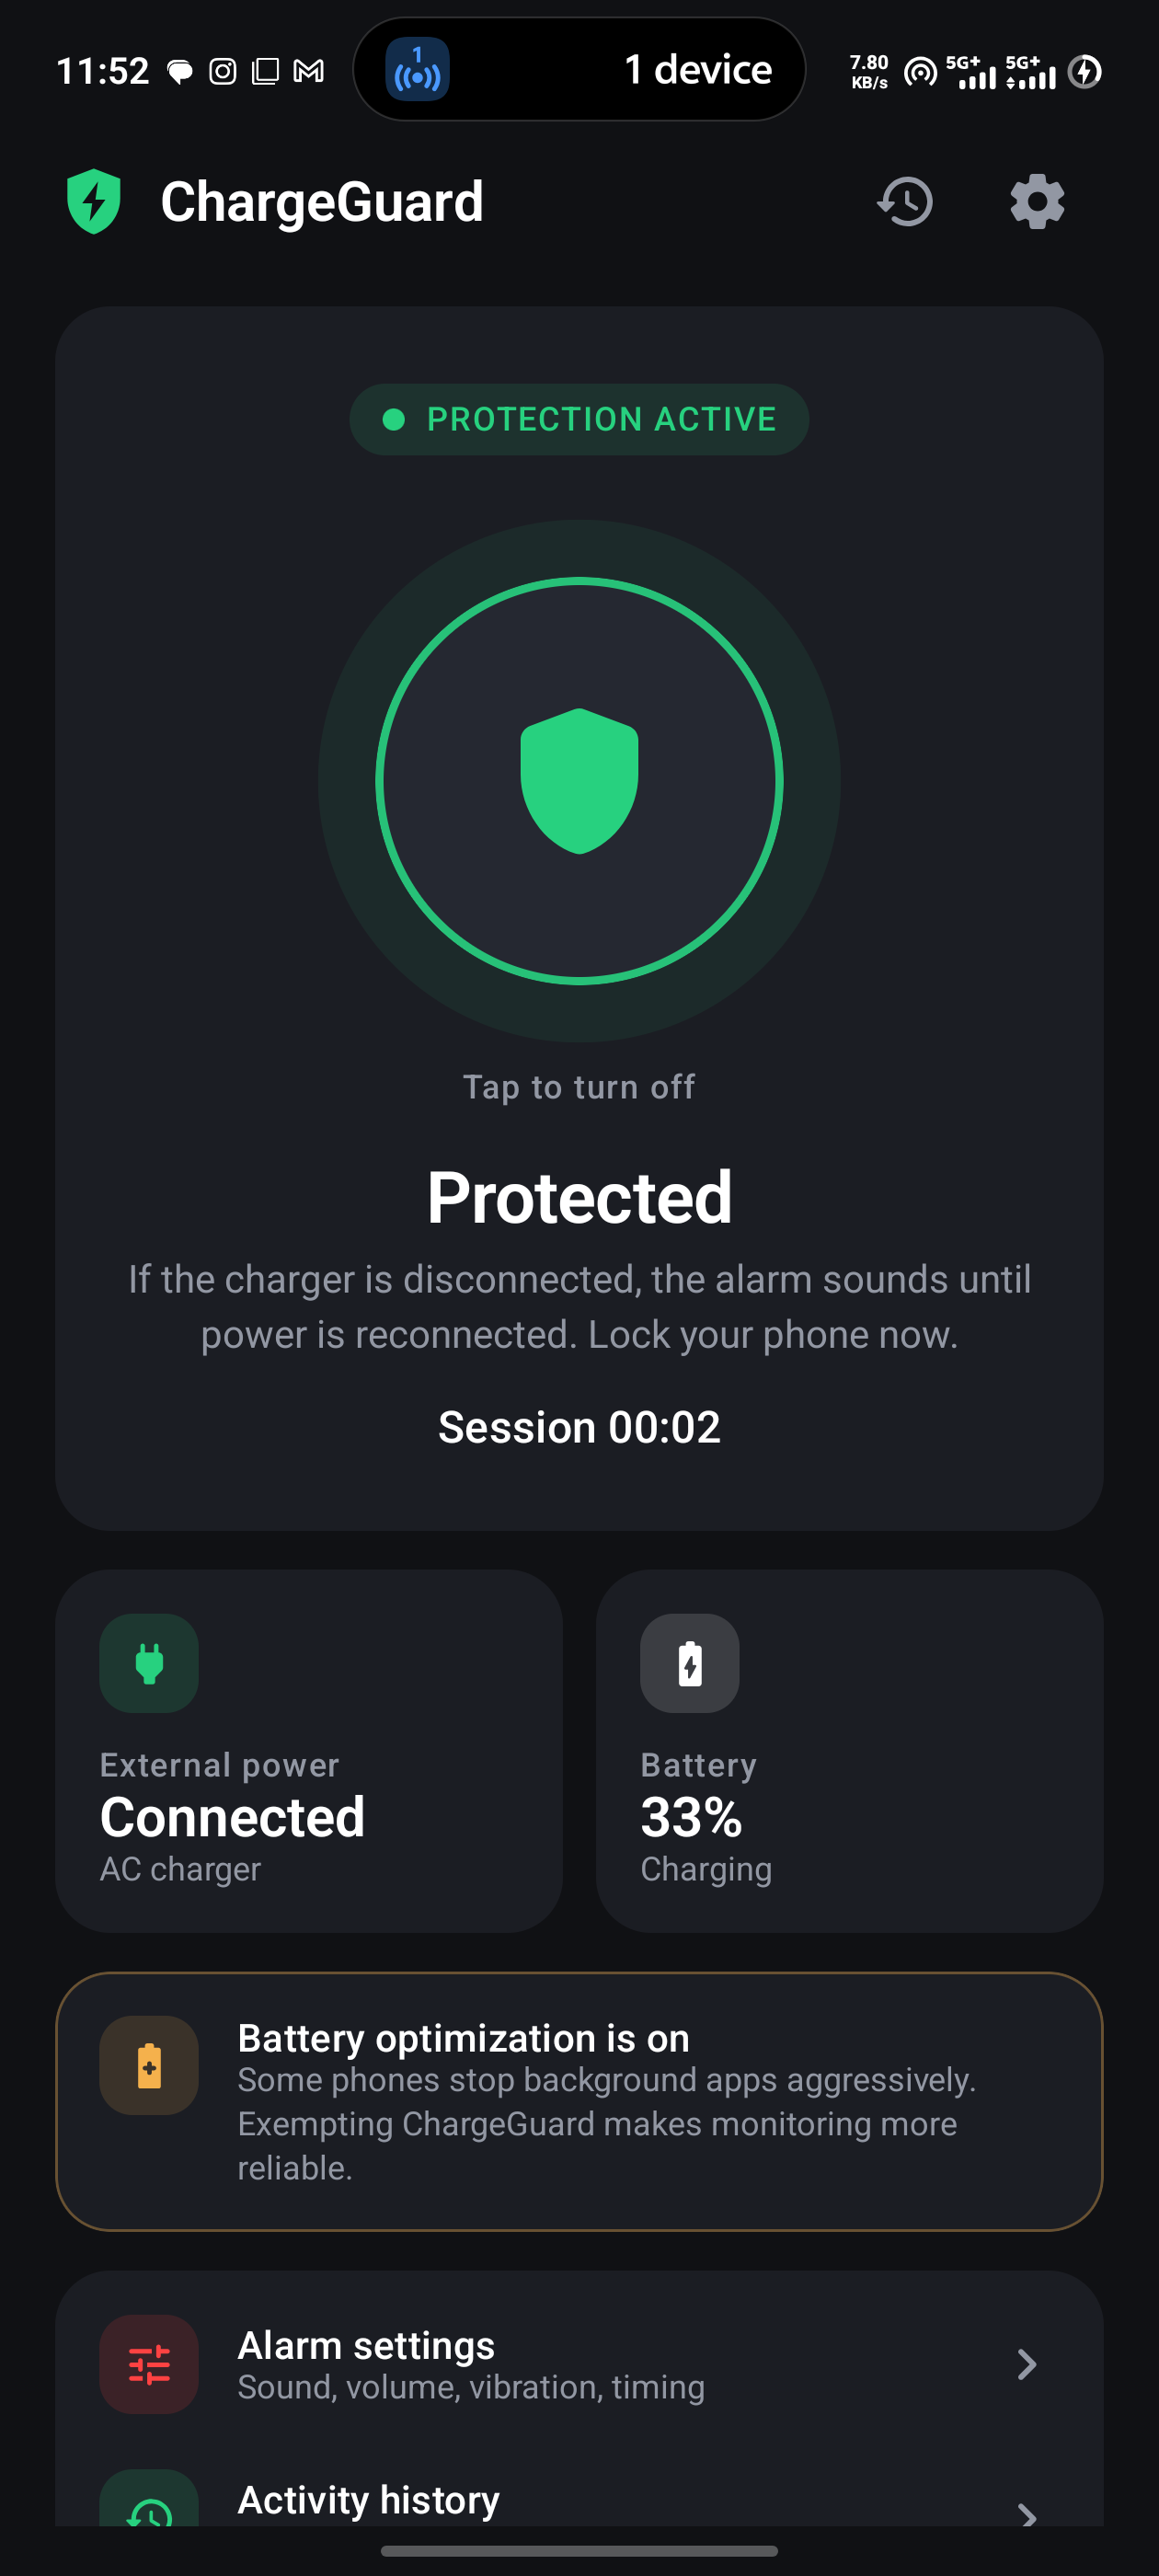 11:52
1
1 device
7.80
KB/s
5G+
5G+
ChargeGuard
PROTECTION ACTIVE
Tap to turn off
Protected
If the charger is disconnected, the alarm sounds until
power is reconnected. Lock your phone now.
Session 00:02
External power
Connected
AC charger
Battery
33%
Charging
Battery optimization is on
Some phones stop background apps aggressively.
Exempting ChargeGuard makes monitoring more
reliable.
Alarm settings
Sound, volume, vibration, timing
Activity history